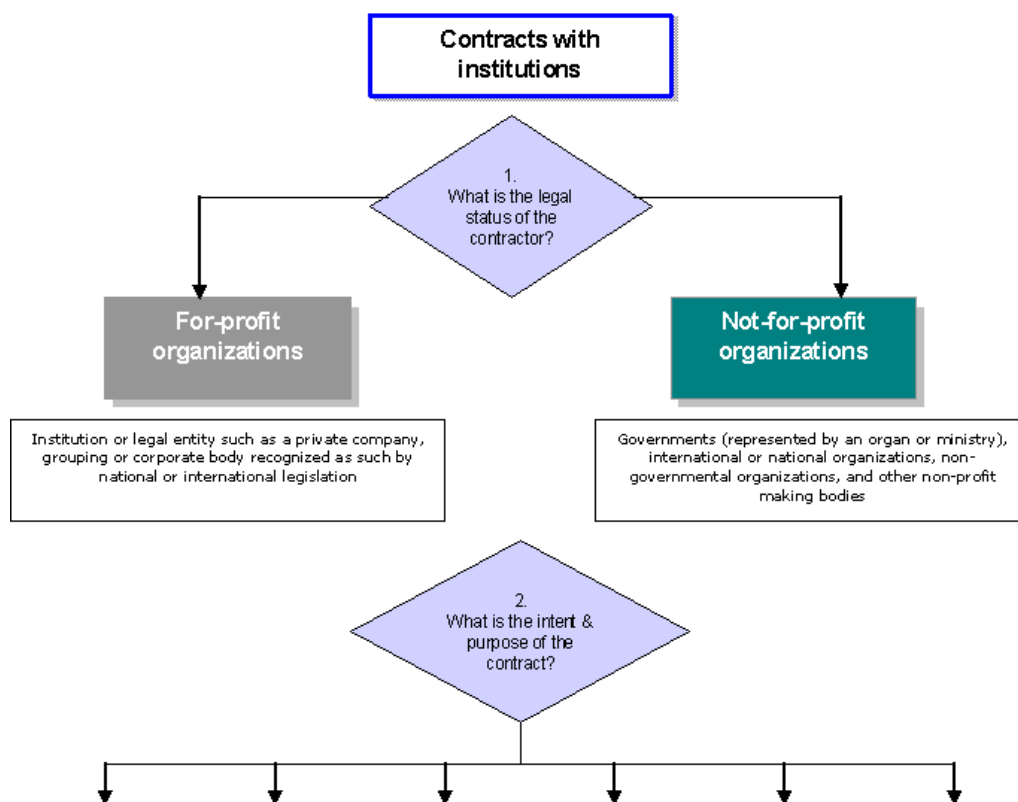 Contracts with
institutions
1.
What is the legal
status of the
contractor?
For-profit
organizations
Not-for-profit
organizations
Institution or legal entity such as a private company,
grouping or corporate body recognized as such by
national or international legislation
Governments (represented by an organ or ministry),
international or national organizations, non-
governmental organizations, and other non-profit
making bodies
2.
What is the intent &
purpose of the
contract?